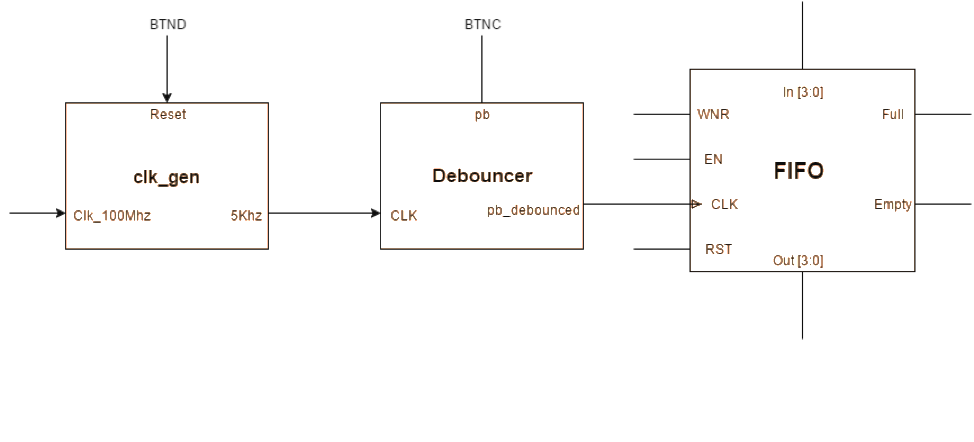 BTND
BTNC
Reset
clk_gen
Clk_100Mhz
5Khz
pb
Debouncer
CLK
pb_debounced
In [3:0]
WNR
Full
EN
FIFO
CLK
Empty
RST
Out [3:0]